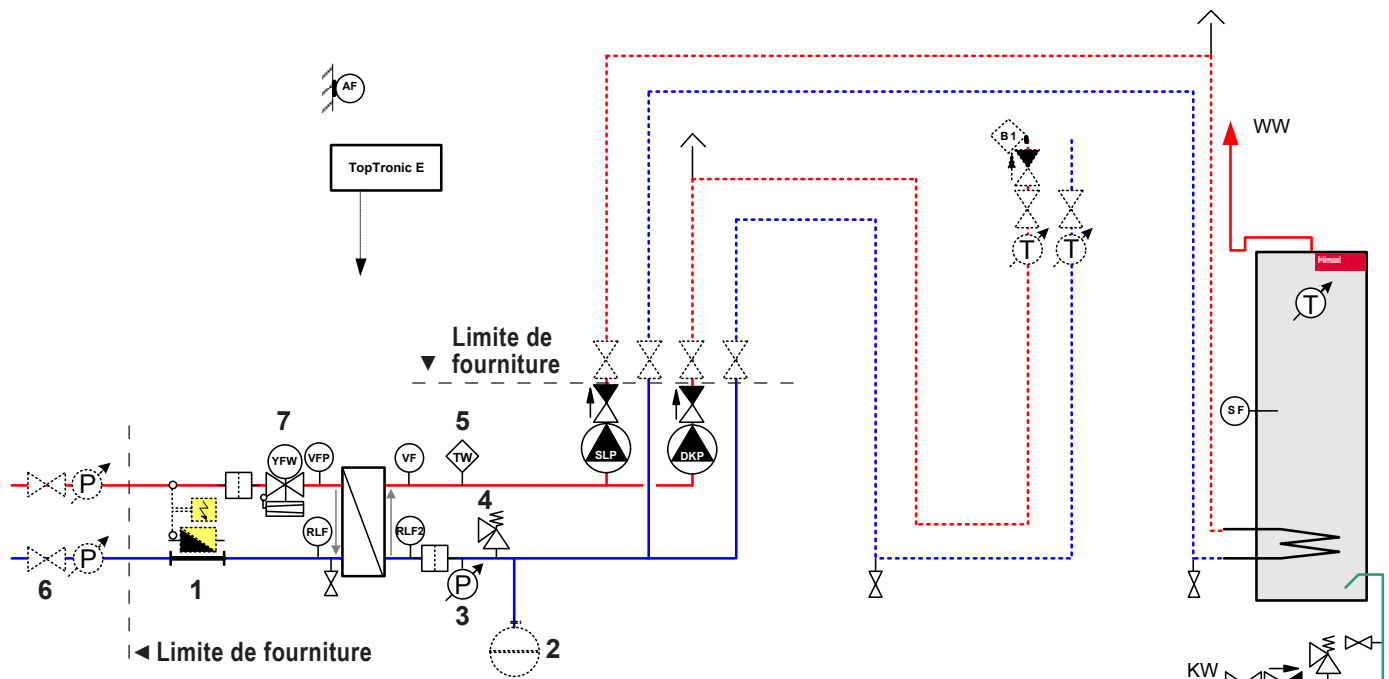 AF
TopTronic E
B1
WW
T
T
T
Limite de
▼ fourniture
SF
7
5
YFW
VFP
VF
TW
SLP
DKP
P
4
RLF
RLF2
P
P
6
1
3
2
◄ Limite de fourniture
KW